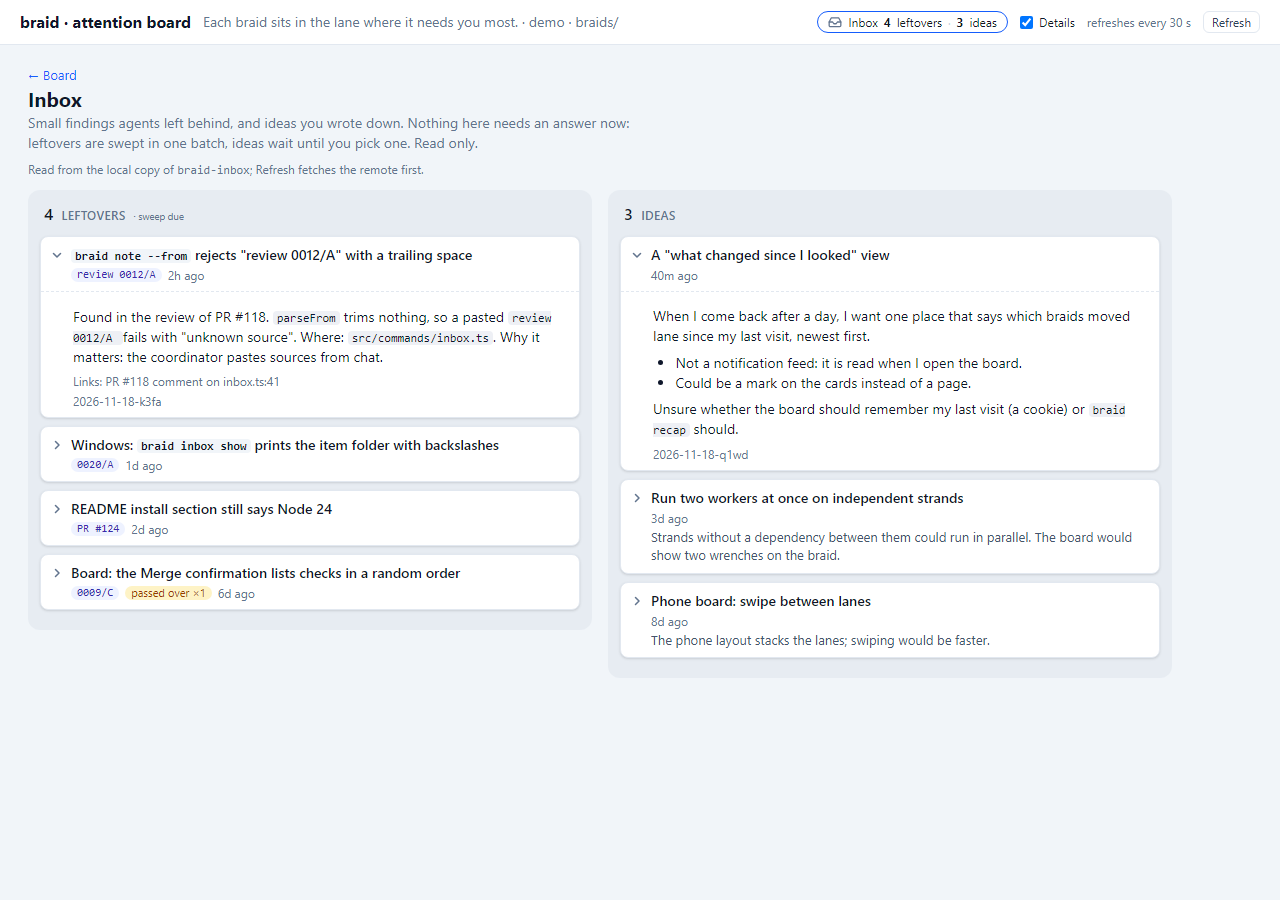 braid · attention board Each braid sits in the lane where it needs you most. · demo · braids/ Inbox 4 leftovers · 3 ideas Details refreshes every 30 s Refresh
← Board
Inbox
Small findings agents left behind, and ideas you wrote down. Nothing here needs an answer now:
leftovers are swept in one batch, ideas wait until you pick one. Read only.
Read from the local copy of braid-inbox; Refresh fetches the remote first.
4 LEFTOVERS · sweep due
braid note --from rejects "review 0012/A" with a trailing space
review 0012/A 2h ago
Found in the review of PR #118. parseFrom trims nothing, so a pasted review
0012/A fails with "unknown source". Where: src/commands/inbox.ts. Why it
matters: the coordinator pastes sources from chat.
Links: PR #118 comment on inbox.ts:41
2026-11-18-k3fa
Windows: braid inbox show prints the item folder with backslashes
0020/A 1d ago
README install section still says Node 24
PR #124 2d ago
Board: the Merge confirmation lists checks in a random order
0009/C passed over ×1 6d ago
3 IDEAS
A "what changed since I looked" view
40m ago
When I come back after a day, I want one place that says which braids moved
lane since my last visit, newest first.
• Not a notification feed: it is read when I open the board.
• Could be a mark on the cards instead of a page.
Unsure whether the board should remember my last visit (a cookie) or braid
recap should.
2026-11-18-q1wd
Run two workers at once on independent strands
3d ago
Strands without a dependency between them could run in parallel. The board would
show two wrenches on the braid.
Phone board: swipe between lanes
8d ago
The phone layout stacks the lanes; swiping would be faster.